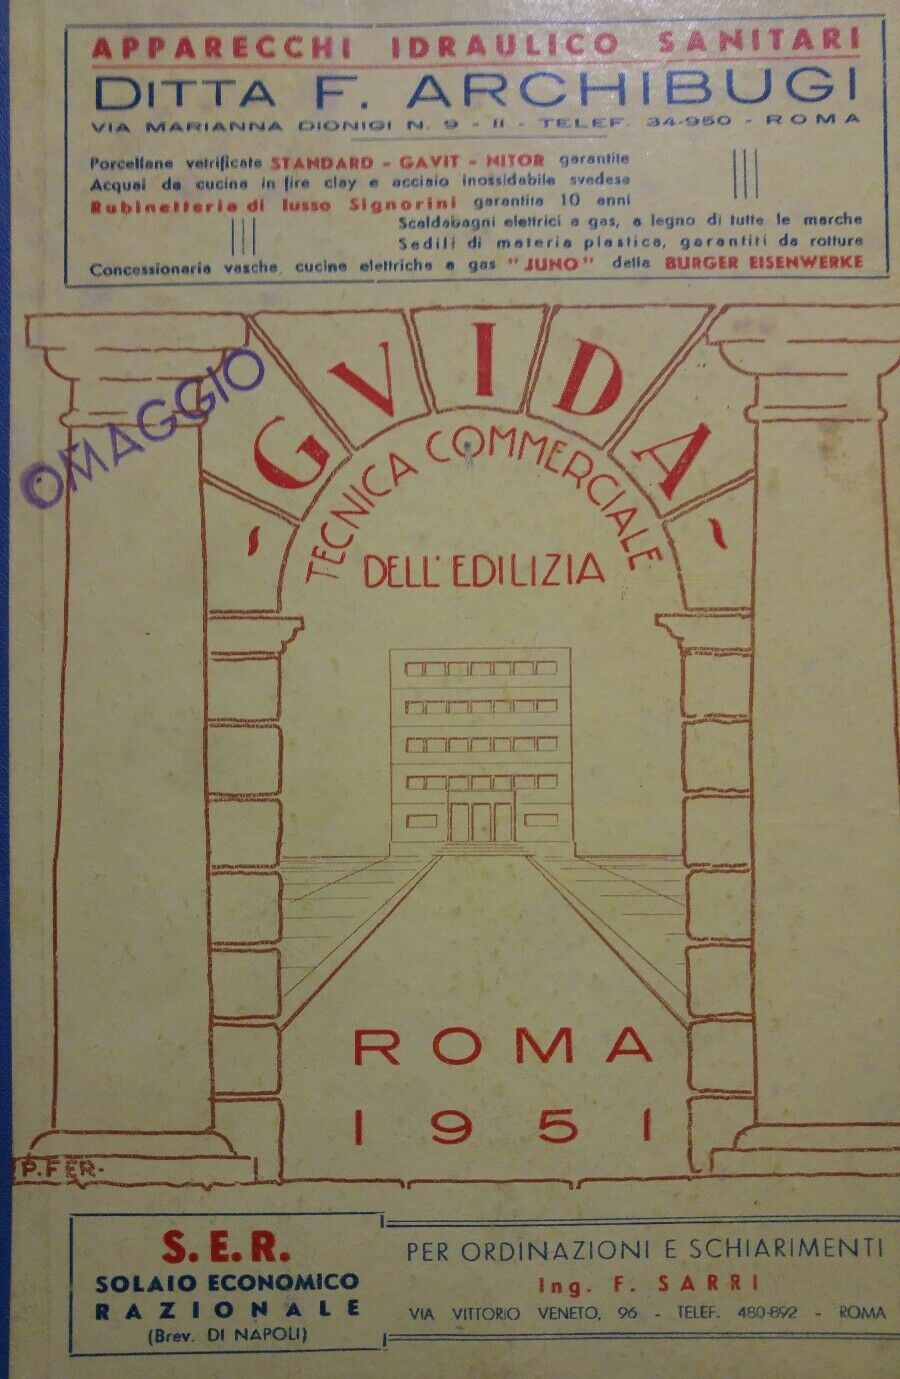 APPARECCHI IDRAULICO SANITARI
DITTA F. ARCHIBUGI
VIA MARIANNA DIONIGI N. 9 - 11 - TELEF. 34-950 - ROMA
Porcellane vetrificate STANDARD - GAVIT - NITOR garantite
Acquai da cucina in fire clay e acciaio inossidabile svedese
Rubinetteria di lusso Signorini garantita 10 anni
Scaldabagni elettrici a gas, a legno di tutte le marche
Sedili di materia plastica, garantiti da rotture
Concessionaria vasche, cucine elettriche a gas "JUNO" della BURGER EISENWERKE
OMAGGIO
- GVIDA -
TECNICA COMMERCIALE
DELL'EDILIZIA
ROMA
1951
P. FER.
S.E.R.
SOLAIO ECONOMICO
RAZIONALE
(Brev. DI NAPOLI)
PER ORDINAZIONI E SCHIARIMENTI
Ing. F. SARRI
VIA VITTORIO VENETO, 96 - TELEF. 480-892 - ROMA